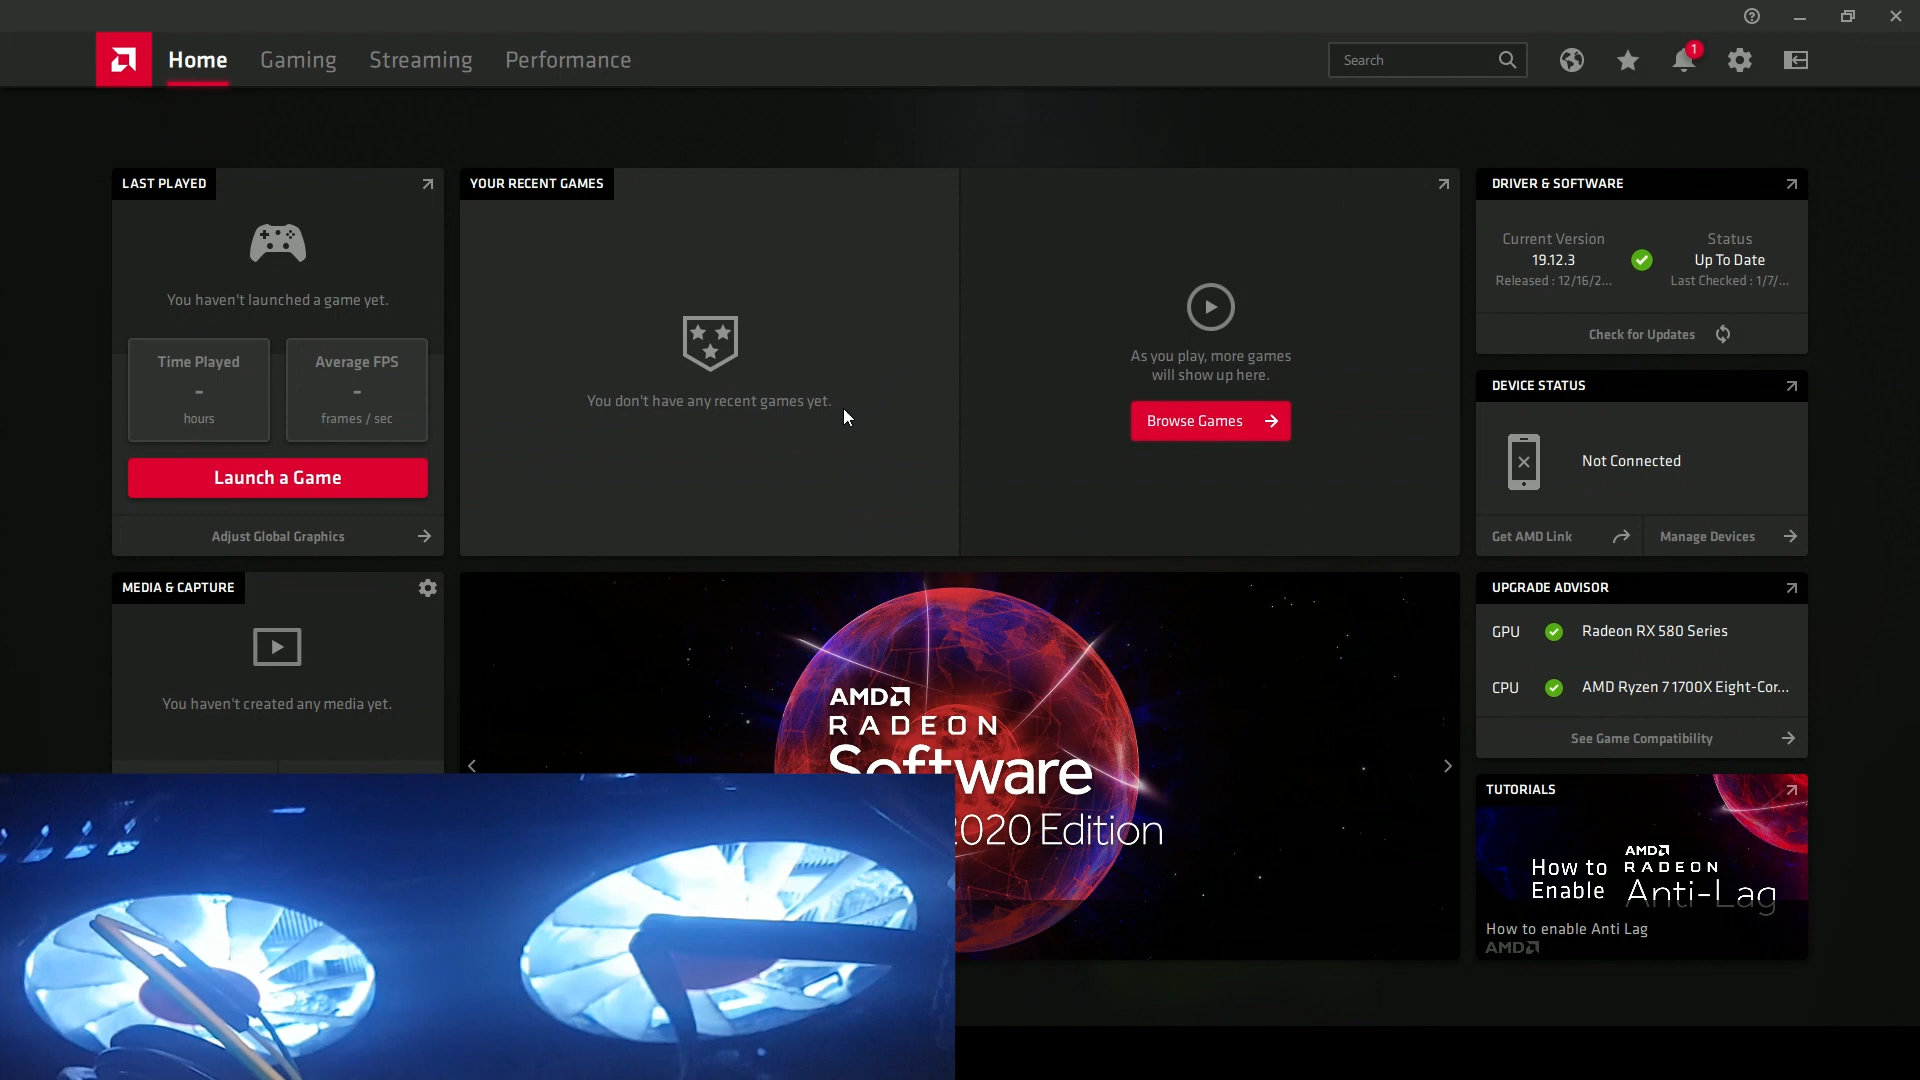 Home
Gaming
Streaming
Performance
Search
1
LAST PLAYED
You haven't launched a game yet.
Time Played
-
hours
Average FPS
-
frames / sec
Launch a Game
Adjust Global Graphics
YOUR RECENT GAMES
You don't have any recent games yet.
As you play, more games
will show up here.
Browse Games
DRIVER & SOFTWARE
Current Version
19.12.3
Released : 12/16/2...
Status
Up To Date
Last Checked : 1/7/...
Check for Updates
DEVICE STATUS
Not Connected
Get AMD Link
Manage Devices
MEDIA & CAPTURE
You haven't created any media yet.
AMD
RADEON
Software
2020 Edition
UPGRADE ADVISOR
GPU
Radeon RX 580 Series
CPU
AMD Ryzen 7 1700X Eight-Cor...
See Game Compatibility
TUTORIALS
How to
Enable
AMD
RADEON
Anti-Lag
How to enable Anti Lag
AMD